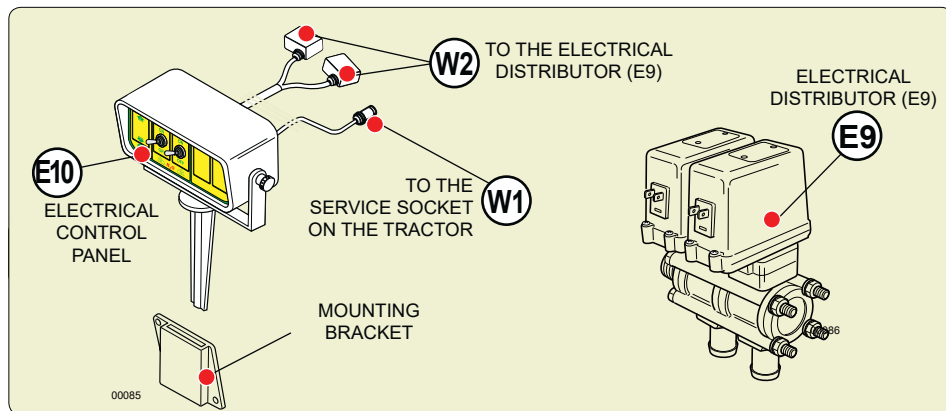 W2
TO THE ELECTRICAL
DISTRIBUTOR (E9)
ELECTRICAL
DISTRIBUTOR (E9)
E9
E10
ELECTRICAL
CONTROL
PANEL
TO THE
SERVICE SOCKET
ON THE TRACTOR
W1
MOUNTING
BRACKET
00085